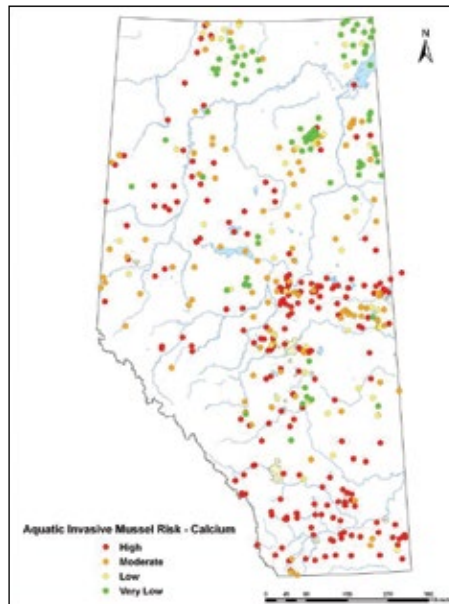 N
Aquatic Invasive Mussel Risk - Calcium
High
Moderate
Low
Very Low